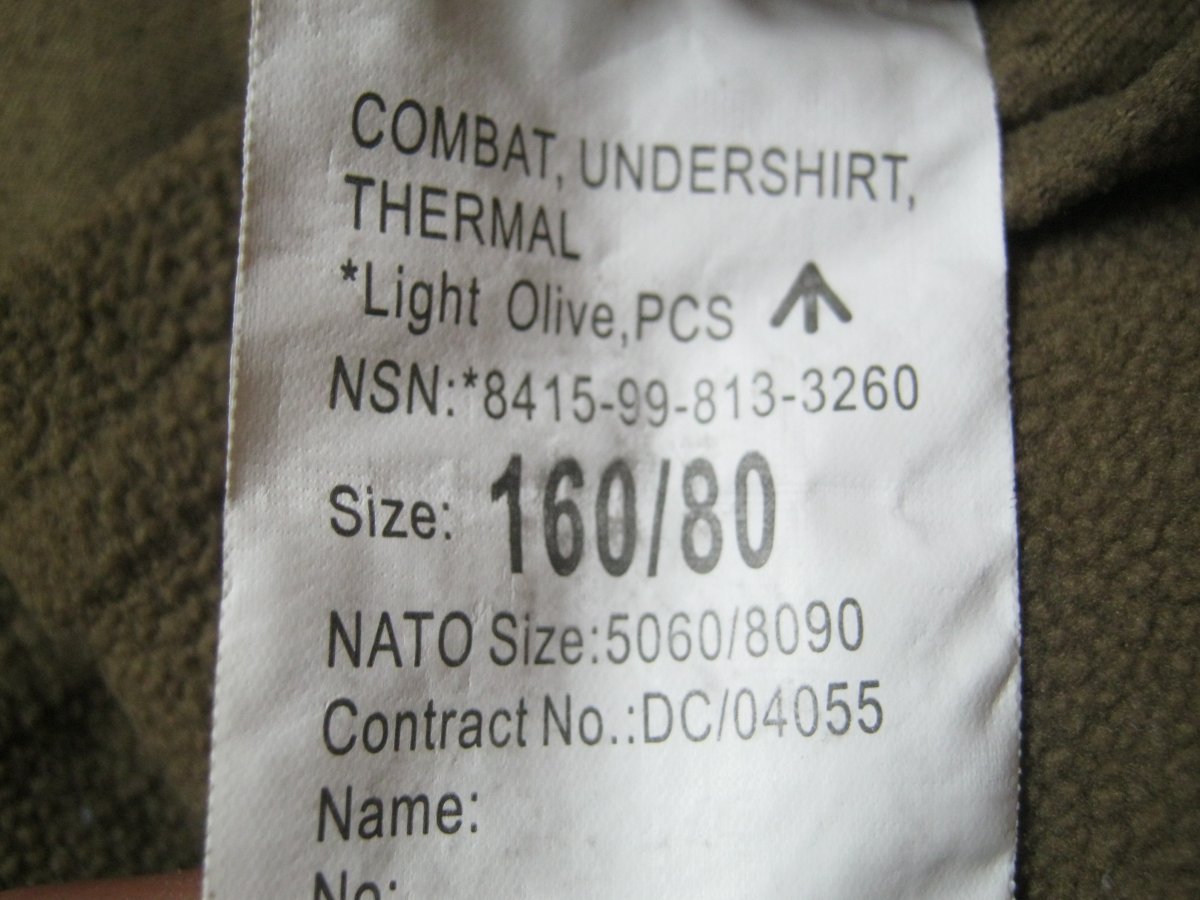 COMBAT, UNDERSHIRT,
THERMAL
*Light Olive,PCS
NSN:*8415-99-813-3260
Size: 160/80
NATO Size:5060/8090
Contract No.:DC/04055
Name:
No: